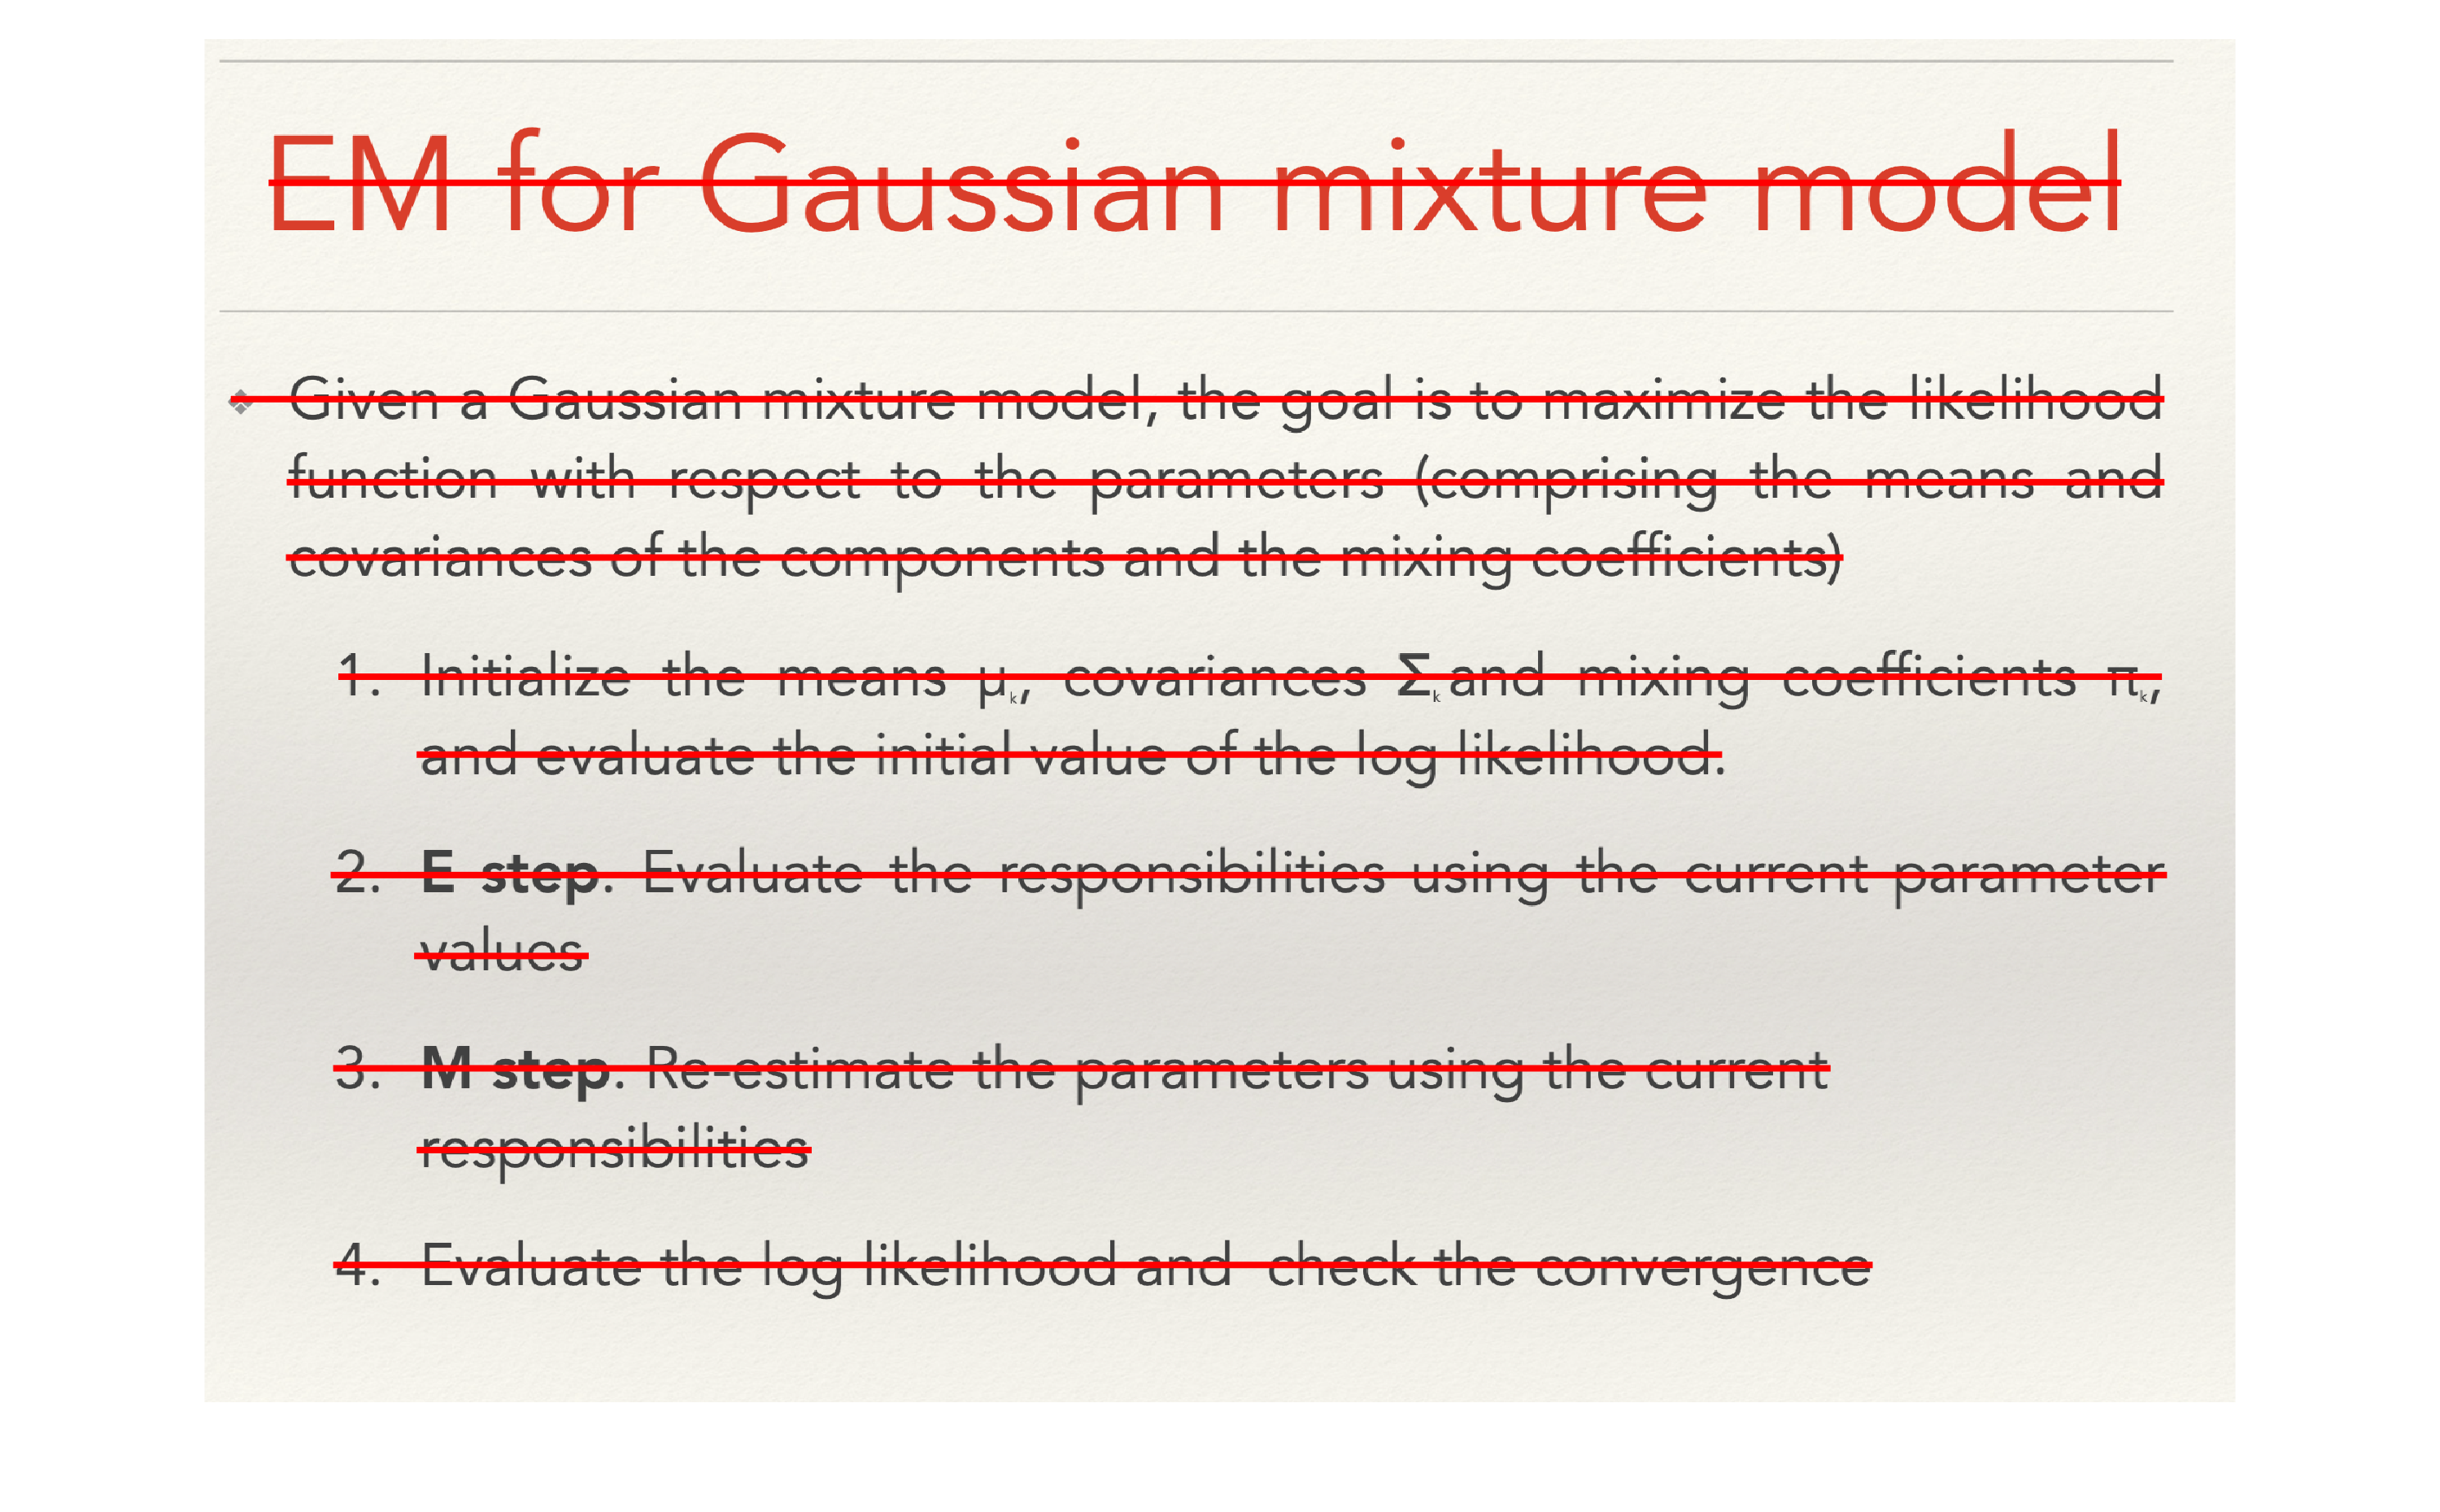 EM for Gaussian mixture model
❖ Given a Gaussian mixture model, the goal is to maximize the likelihood
function with respect to the parameters (comprising the means and
covariances of the components and the mixing coefficients)
1. Initialize the means μₖ, covariances Σₖ and mixing coefficients πₖ,
and evaluate the initial value of the log likelihood.
2. E step. Evaluate the responsibilities using the current parameter
values
3. M step. Re-estimate the parameters using the current
responsibilities
4. Evaluate the log likelihood and check the convergence